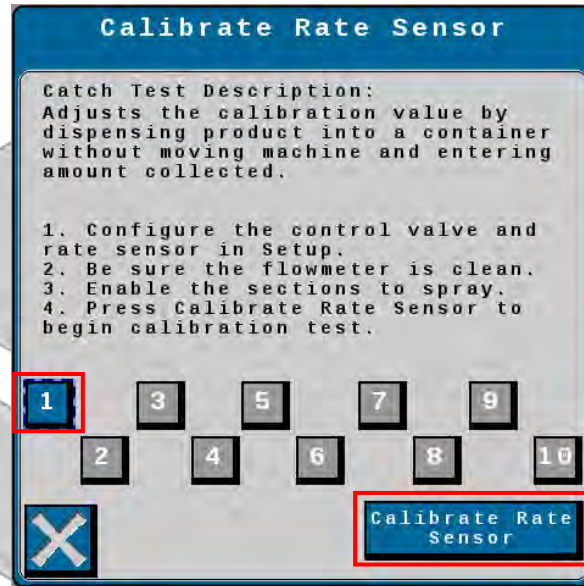 Calibrate Rate Sensor
Catch Test Description:
Adjusts the calibration value by
dispensing product into a container
without moving machine and entering
amount collected.
1. Configure the control valve and
rate sensor in Setup.
2. Be sure the flowmeter is clean.
3. Enable the sections to spray.
4. Press Calibrate Rate Sensor to
begin calibration test.
1 3 5 7 9
2 4 6 8 10
Calibrate Rate
Sensor